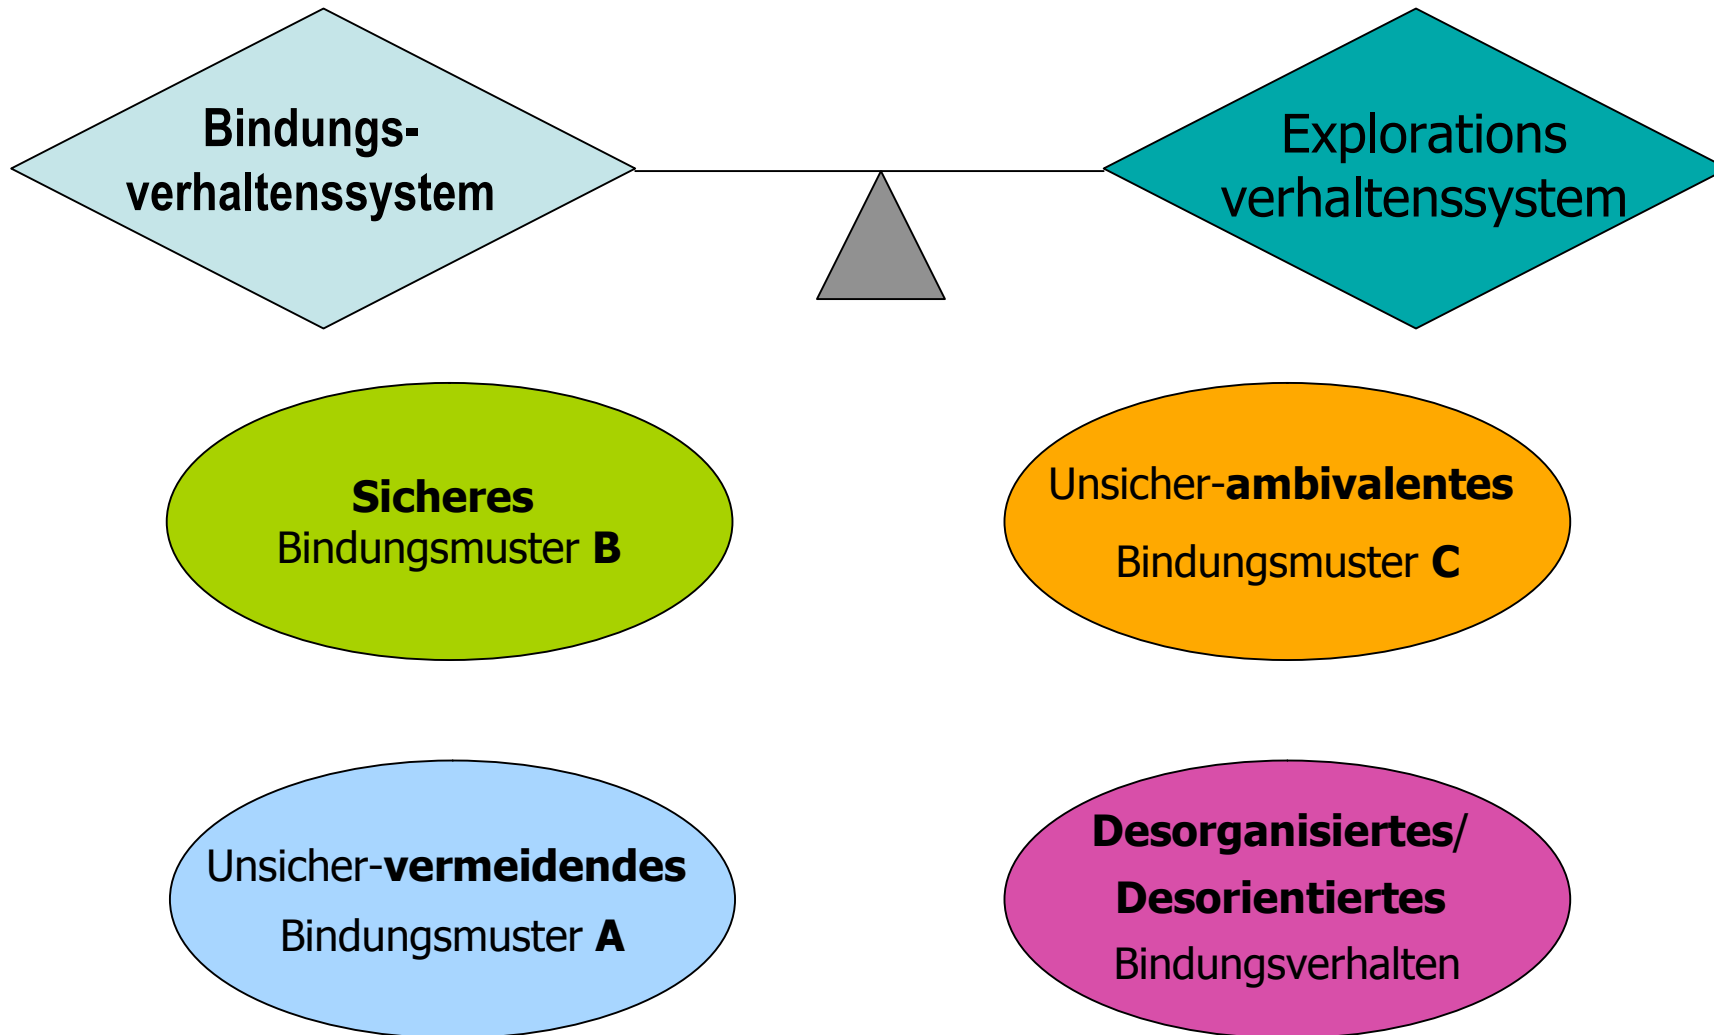 Bindungs-
verhaltenssystem
Explorations
verhaltenssystem
Sicheres
Bindungsmuster B
Unsicher-ambivalentes
Bindungsmuster C
Unsicher-vermeidendes
Bindungsmuster A
Desorganisiertes/
Desorientiertes
Bindungsverhalten